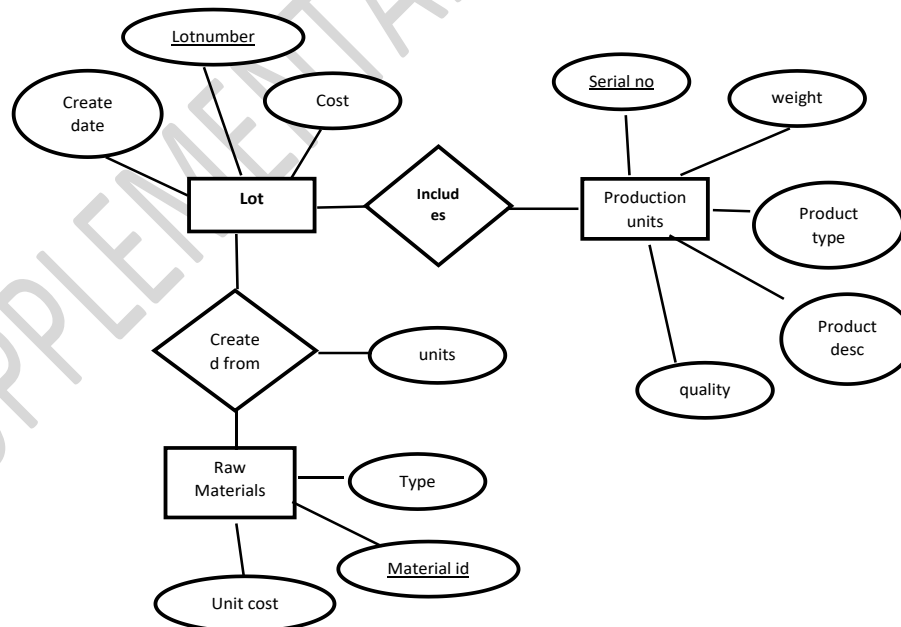 SUPPLEMENTA
Lotnumber
Create
date
Cost
Serial no
weight
Lot
Includ
es
Production
units
Product
type
Create
d from
units
Product
desc
quality
Raw
Materials
Type
Material id
Unit cost